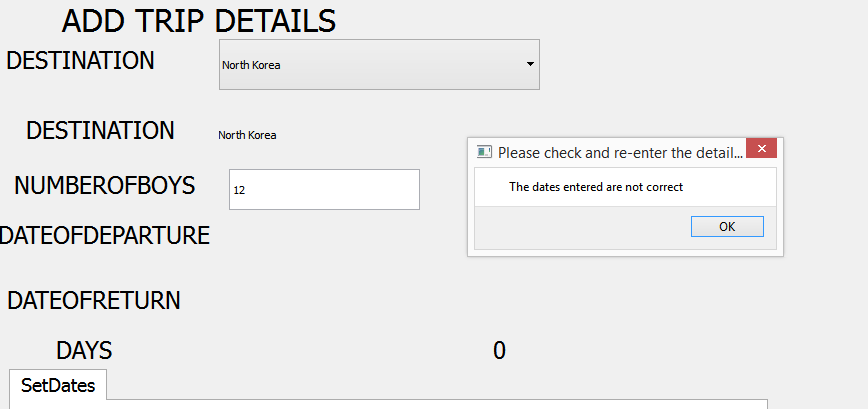 ADD TRIP DETAILS
DESTINATION
North Korea
DESTINATION
North Korea
Please check and re-enter the detail...
The dates entered are not correct
OK
NUMBEROFBOYS
12
DATEOFDEPARTURE
DATEOFRETURN
DAYS
0
SetDates